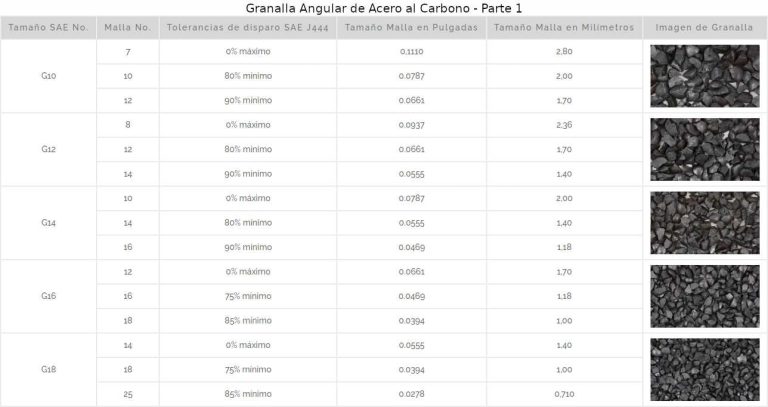 Granalla Angular de Acero al Carbono - Parte 1
Tamaño SAE No. Malla No. Tolerancias de disparo SAE J444 Tamaño Malla en Pulgadas Tamaño Malla en Milímetros Imagen de Granalla
G10 7 0% máximo 0.1110 2,80
10 80% mínimo 0.0787 2,00
12 90% mínimo 0.0661 1,70
G12 8 0% máximo 0.0937 2,36
12 80% mínimo 0.0661 1,70
14 90% mínimo 0.0555 1,40
G14 10 0% máximo 0.0787 2,00
14 80% mínimo 0.0555 1,40
16 90% mínimo 0.0469 1,18
G16 12 0% máximo 0.0661 1,70
16 75% mínimo 0.0469 1,18
18 85% mínimo 0.0394 1,00
G18 14 0% máximo 0.0555 1,40
18 75% mínimo 0.0394 1,00
25 85% mínimo 0.0278 0,710